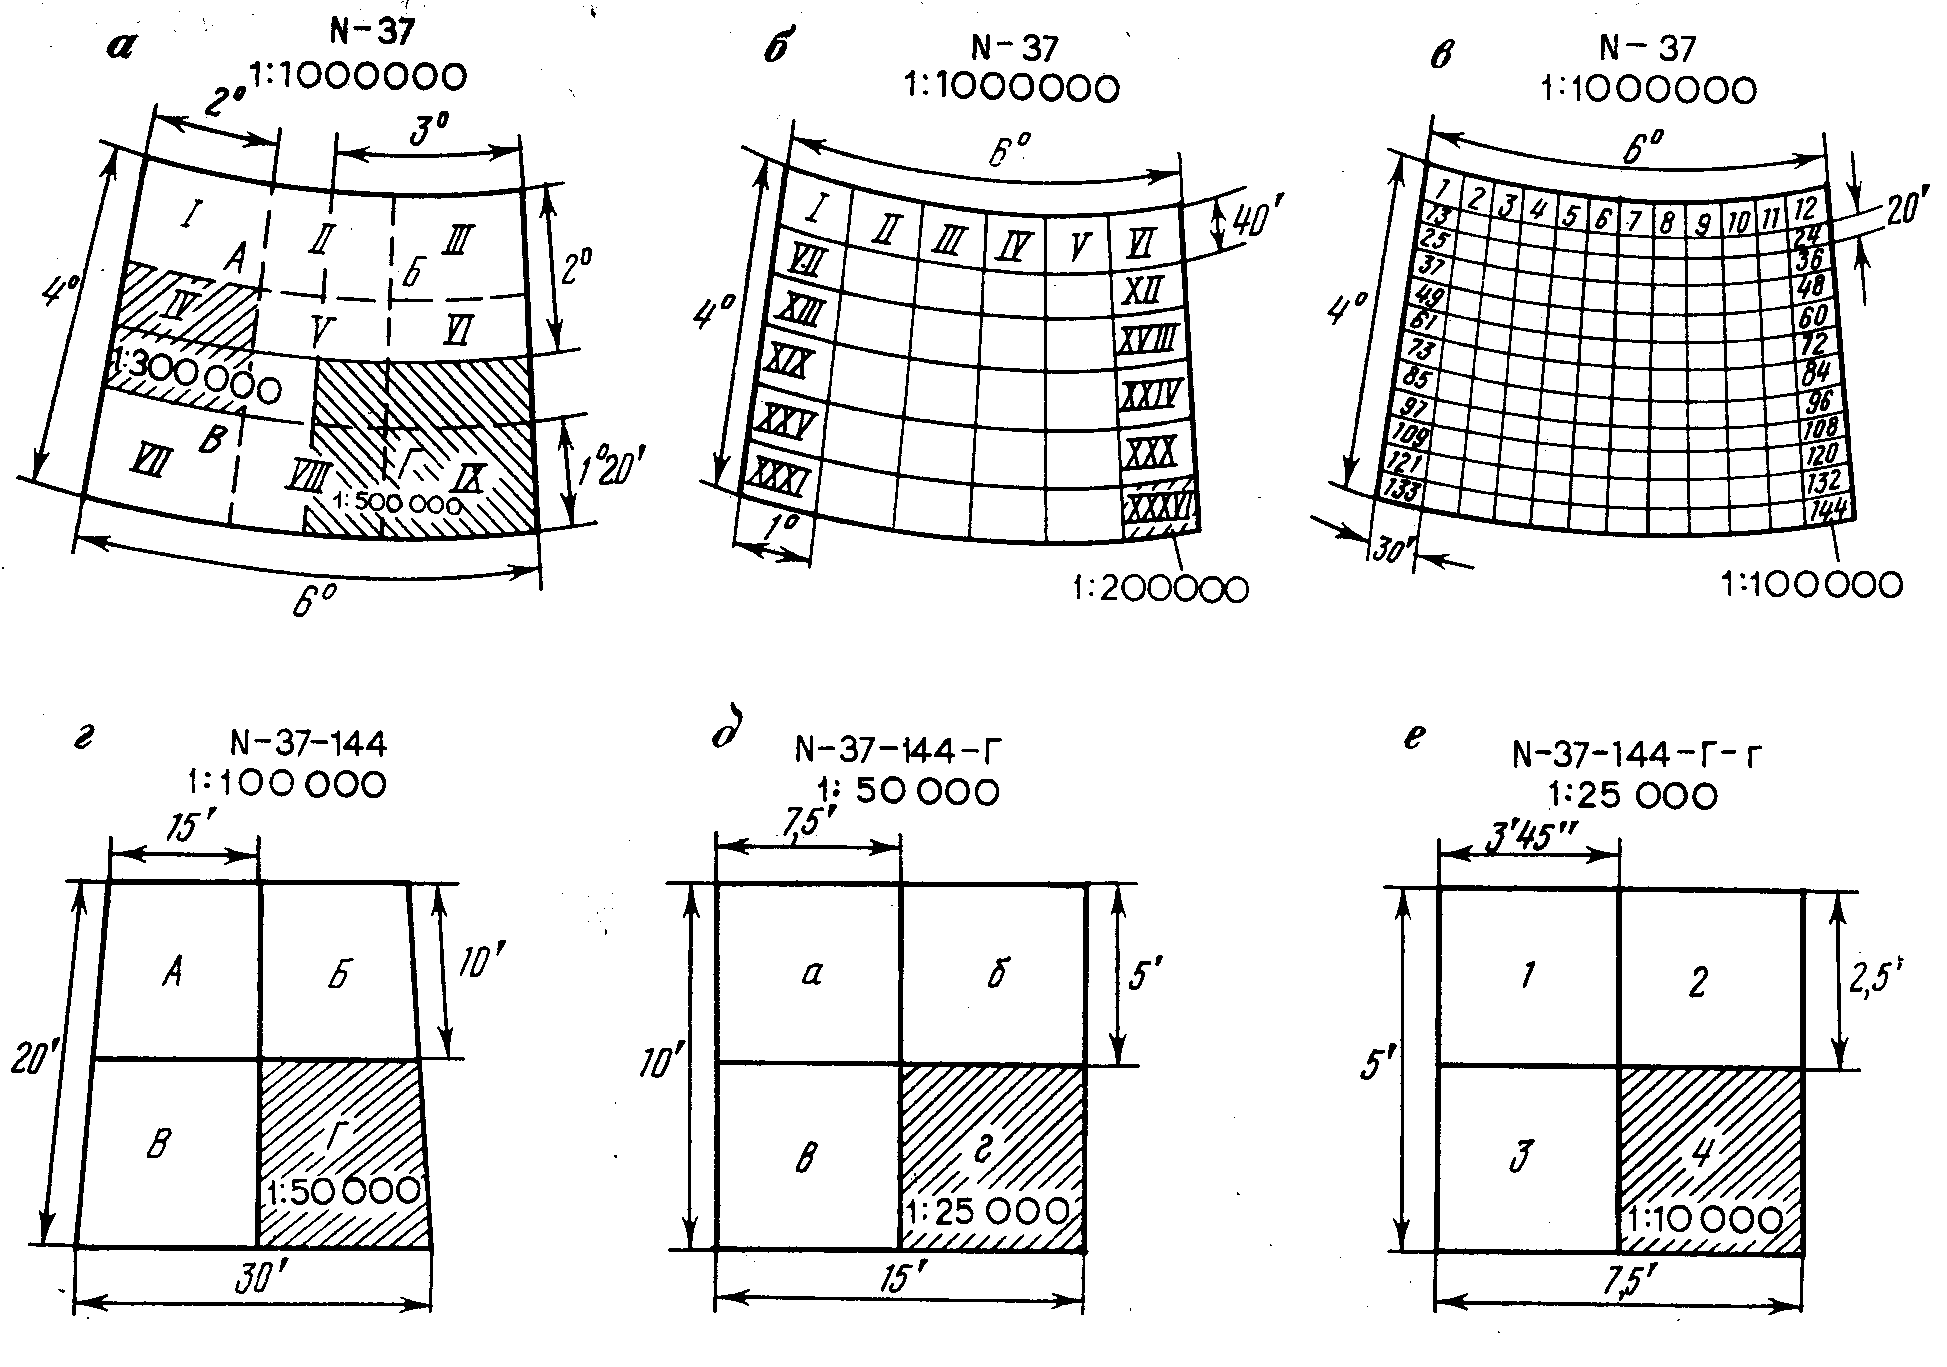 а
N-37
1:1000000
2°
3°
4°
I
II
III
А
Б
2°
IV
V
VI
1:300000
В
Г
VII
VIII
IX
1:500 000
1°20'
6°
б
N-37
1:1000000
6°
40'
4°
I
II
III
IV
V
VI
VII
XII
XIII
XVIII
XIX
XXIV
XXV
XXX
XXXI
XXXVI
1°
1:200000
в
N-37
1:1000000
6°
20'
4°
1 2 3 4 5 6 7 8 9 10 11 12
13 24
25 36
37 48
49 60
61 72
73 84
85 96
97 108
109 120
121 132
133 144
30'
1:100000
г
N-37-144
1:100 000
15'
10'
20'
А
Б
В
Г
1:50 000
30'
д
N-37-144-Г
1:50 000
7,5'
5'
10'
а
б
в
г
1:25 000
15'
е
N-37-144-Г-г
1:25 000
3'45"
2,5'
5'
1
2
3
4
1:10 000
7,5'